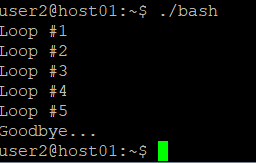 user2@host01:~$ ./bash
Loop #1
Loop #2
Loop #3
Loop #4
Loop #5
Goodbye...
user2@host01:~$